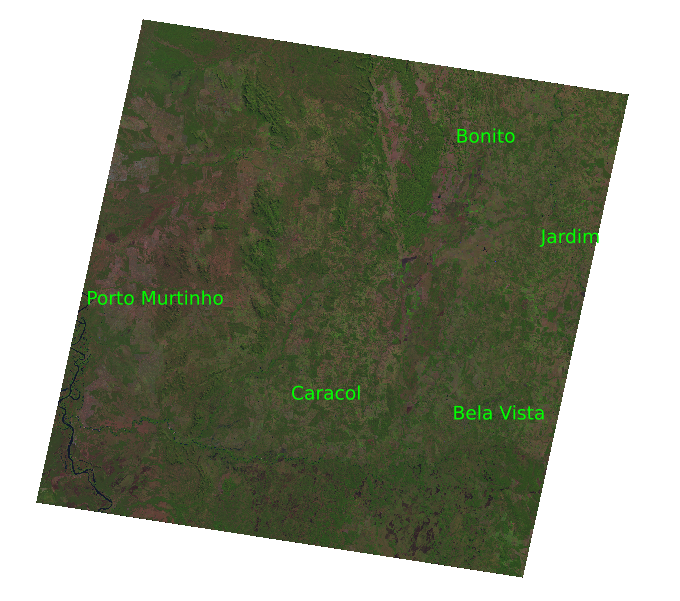 Bonito
Jardim
Porto Murtinho
Caracol
Bela Vista